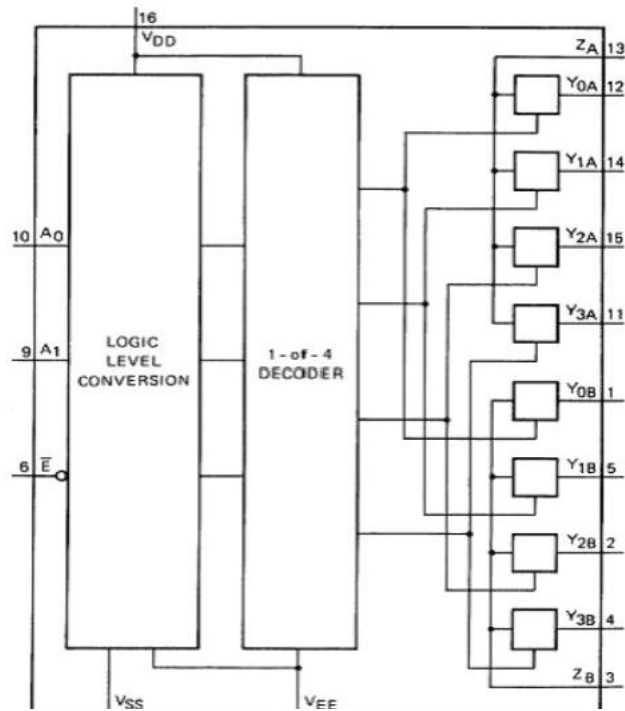 16
VDD
ZA 13
Y0A 12
Y1A 14
10 A0
Y2A 15
Y3A 11
9 A1
LOGIC
LEVEL
CONVERSION
1-of-4
DECODER
Y0B 1
6 E̅
Y1B 5
Y2B 2
Y3B 4
ZB 3
VSS
VEE